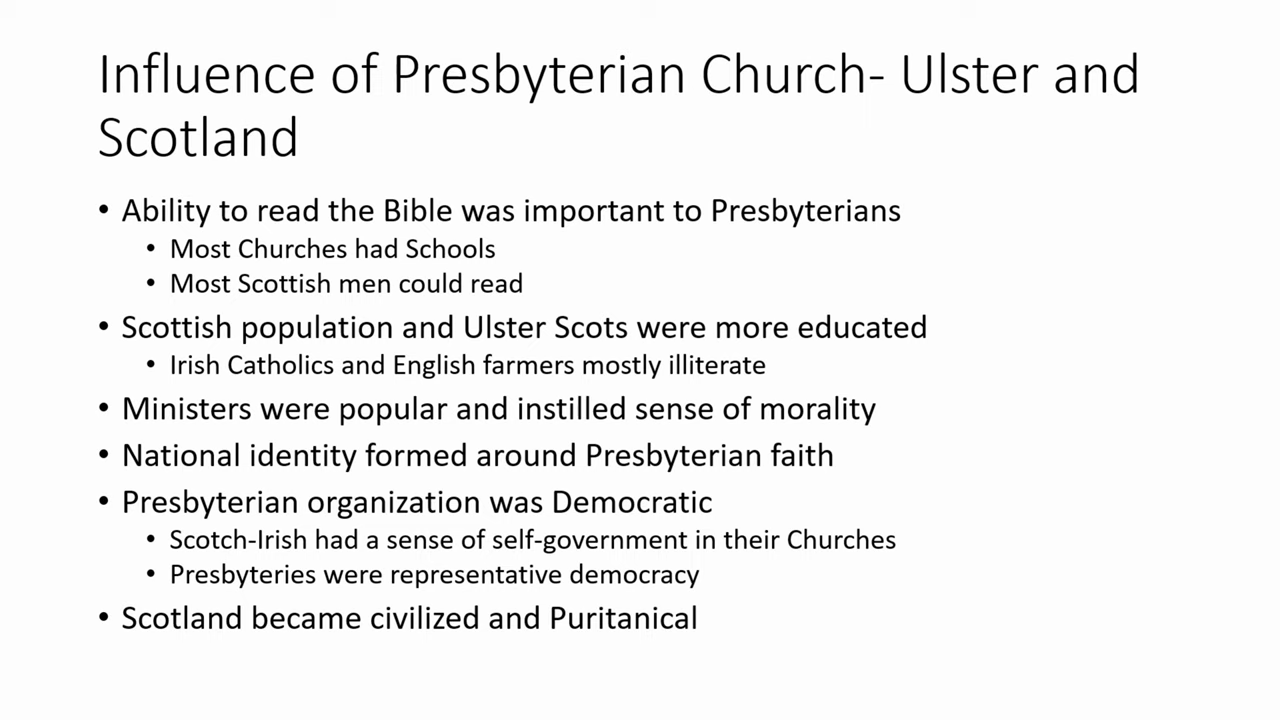 Influence of Presbyterian Church- Ulster and
Scotland
• Ability to read the Bible was important to Presbyterians
• Most Churches had Schools
• Most Scottish men could read
• Scottish population and Ulster Scots were more educated
• Irish Catholics and English farmers mostly illiterate
• Ministers were popular and instilled sense of morality
• National identity formed around Presbyterian faith
• Presbyterian organization was Democratic
• Scotch-Irish had a sense of self-government in their Churches
• Presbyteries were representative democracy
• Scotland became civilized and Puritanical